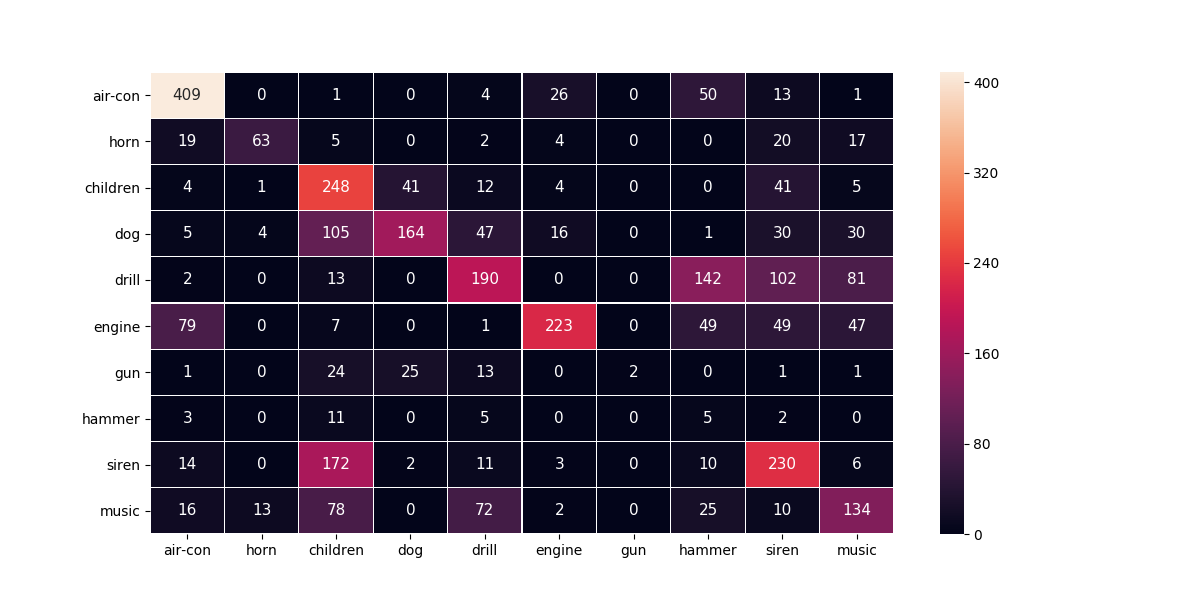 air-con 409 0 1 0 4 26 0 50 13 1
horn 19 63 5 0 2 4 0 0 20 17
children 4 1 248 41 12 4 0 0 41 5
dog 5 4 105 164 47 16 0 1 30 30
drill 2 0 13 0 190 0 0 142 102 81
engine 79 0 7 0 1 223 0 49 49 47
gun 1 0 24 25 13 0 2 0 1 1
hammer 3 0 11 0 5 0 0 5 2 0
siren 14 0 172 2 11 3 0 10 230 6
music 16 13 78 0 72 2 0 25 10 134
air-con horn children dog drill engine gun hammer siren music
400
320
240
160
80
0